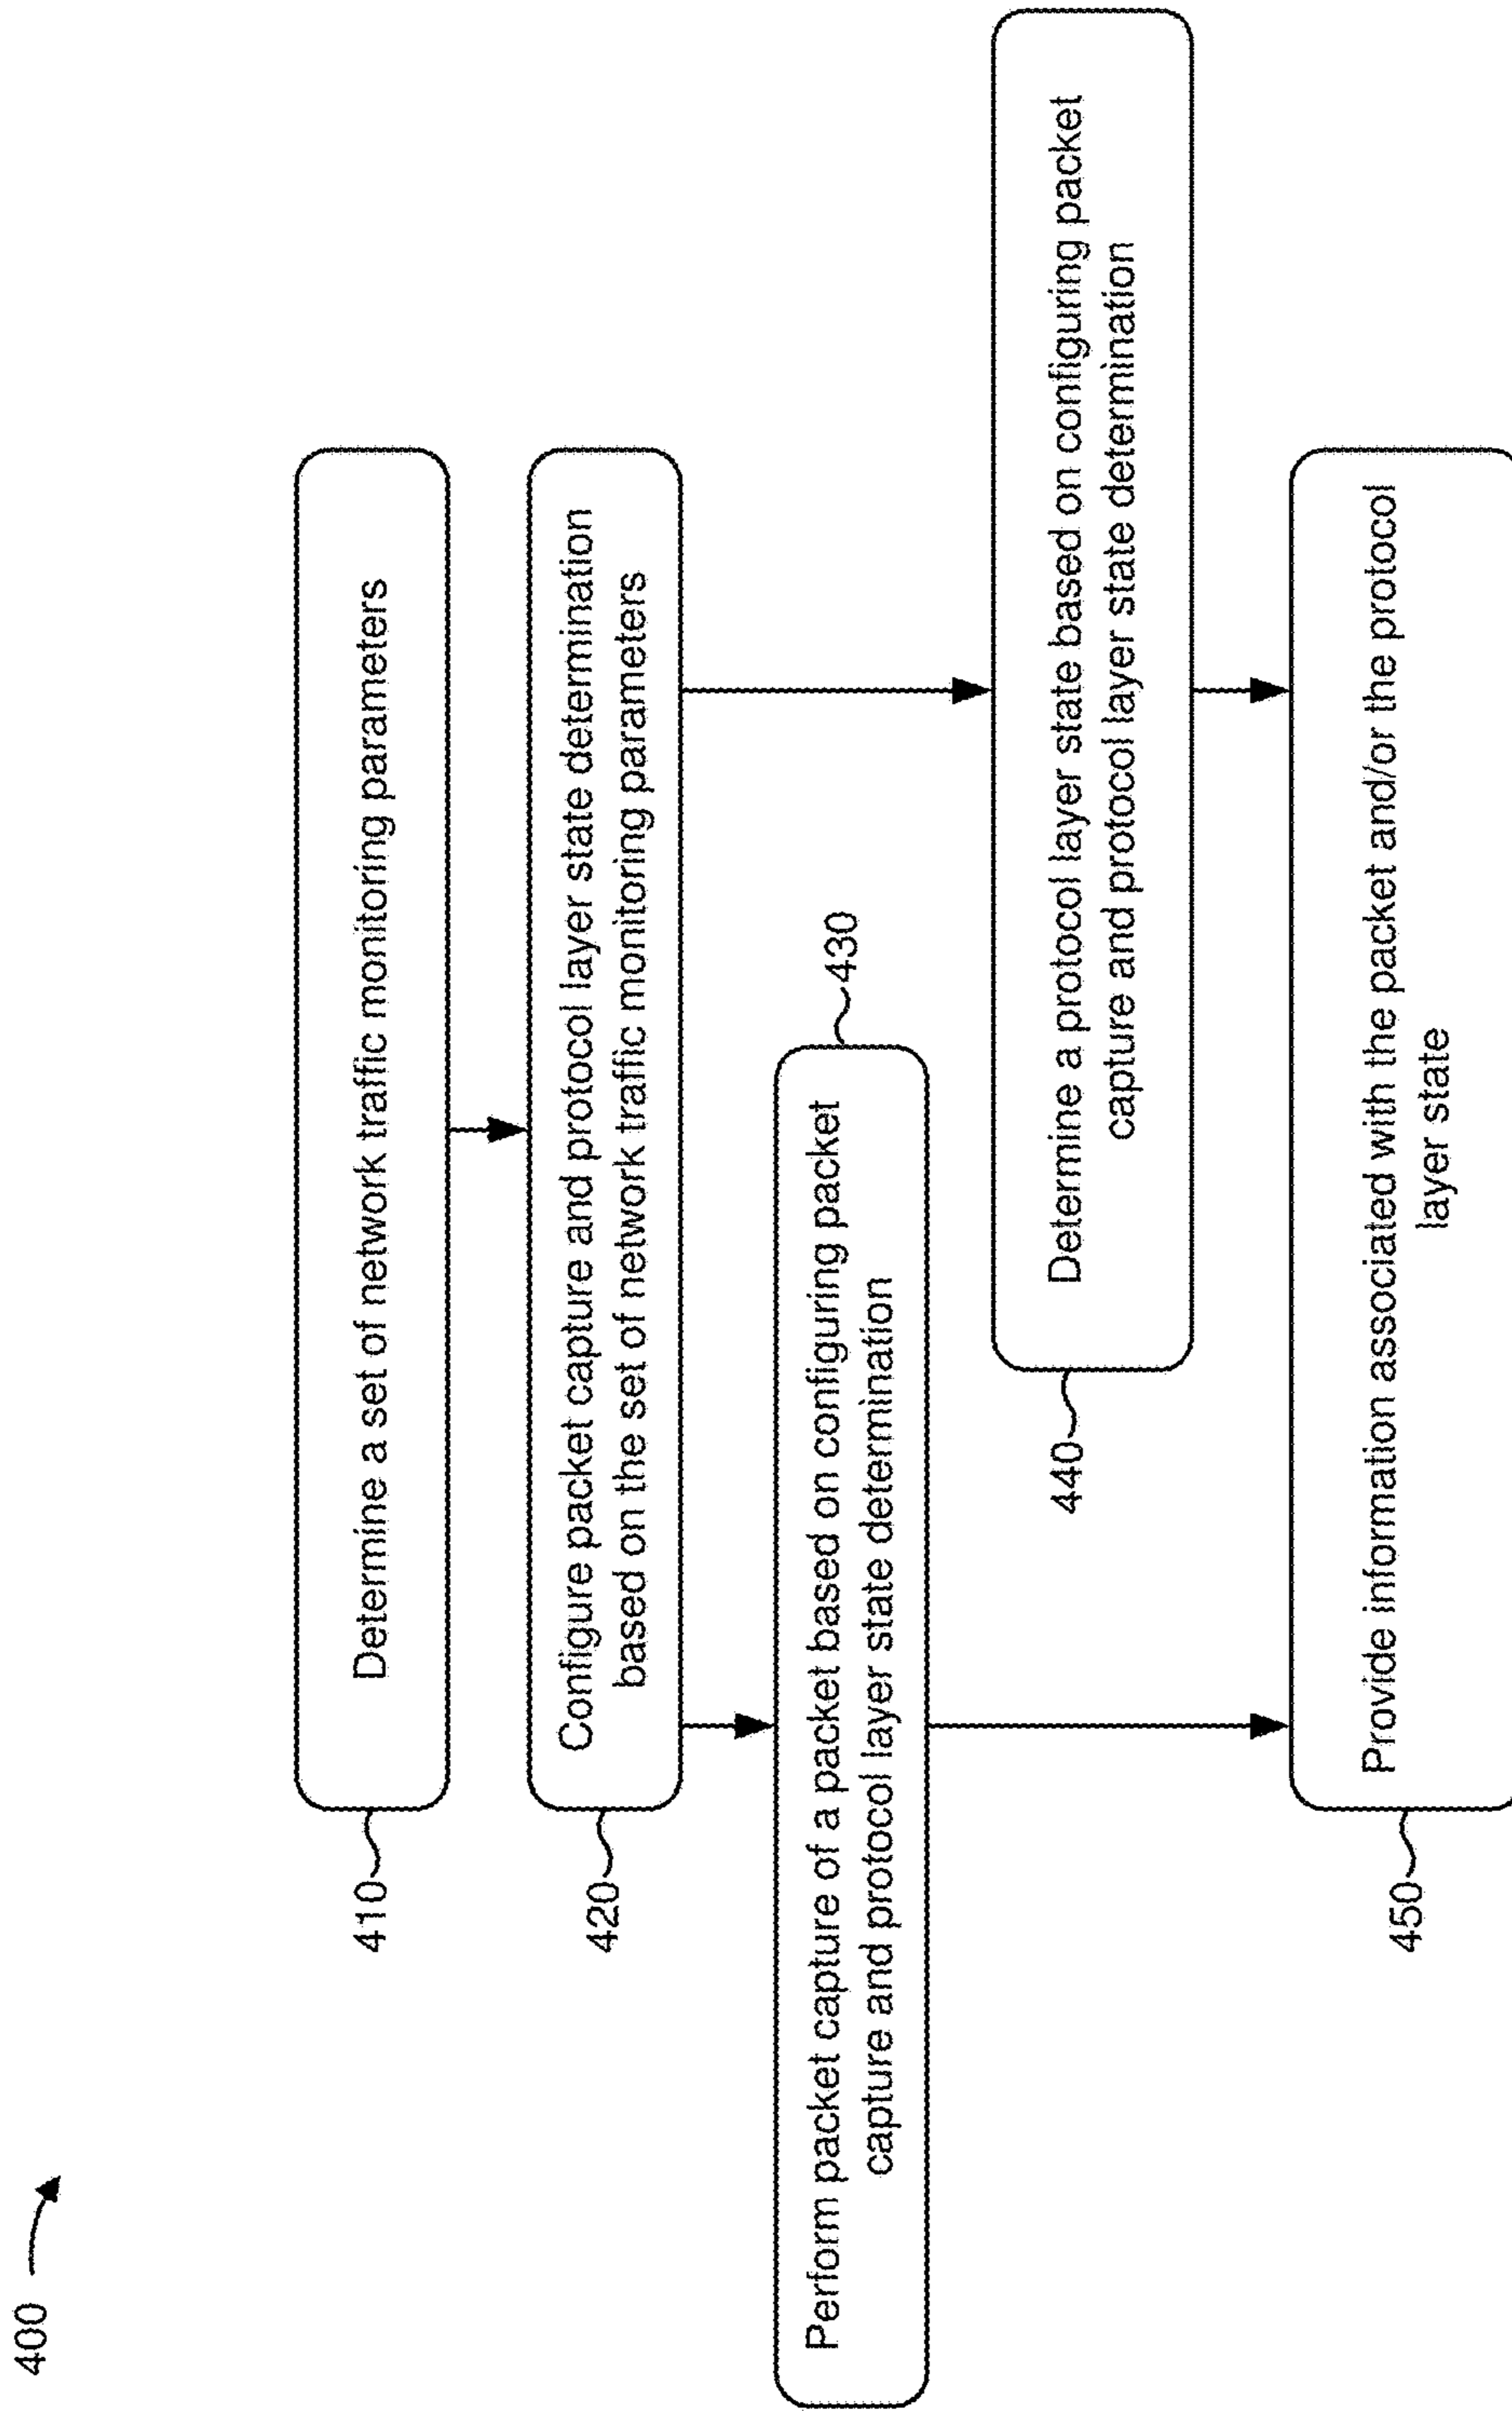 400
410
Determine a set of network traffic monitoring parameters
420
Configure packet capture and protocol layer state determination
based on the set of network traffic monitoring parameters
430
Perform packet capture of a packet based on configuring packet
capture and protocol layer state determination
440
Determine a protocol layer state based on configuring packet
capture and protocol layer state determination
450
Provide information associated with the packet and/or the protocol
layer state